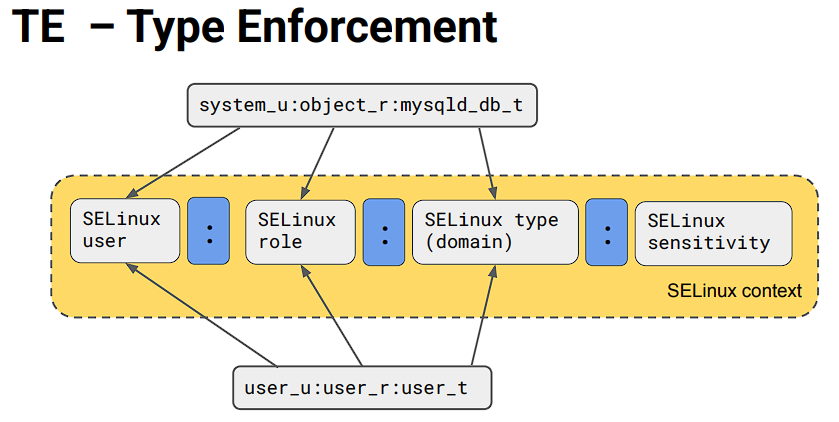 TE – Type Enforcement
system_u:object_r:mysqld_db_t
SELinux
user
:
SELinux
role
:
SELinux type
(domain)
:
SELinux
sensitivity
SELinux context
user_u:user_r:user_t